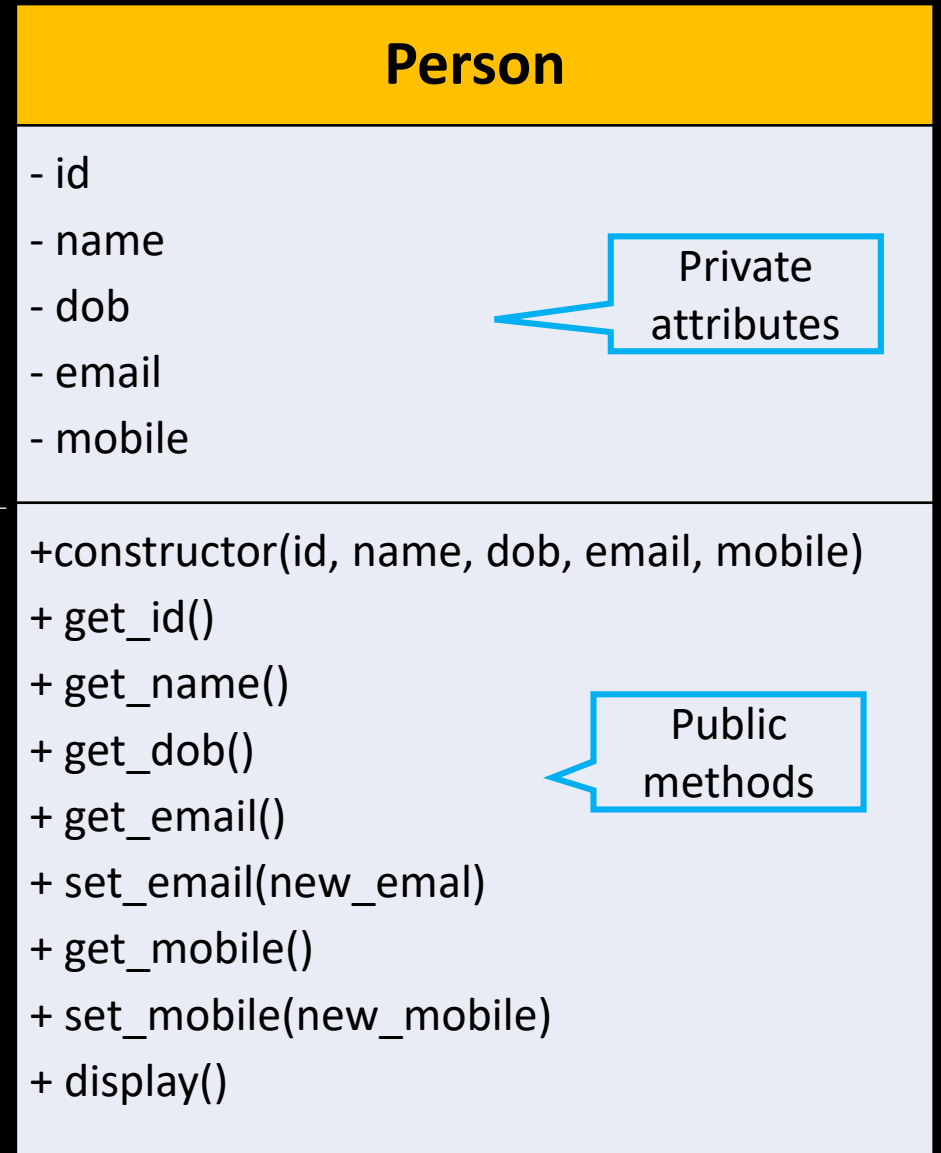 Person
- id
- name
- dob
- email
- mobile
Private
attributes
+constructor(id, name, dob, email, mobile)
+ get_id()
+ get_name()
+ get_dob()
+ get_email()
+ set_email(new_emal)
+ get_mobile()
+ set_mobile(new_mobile)
+ display()
Public
methods